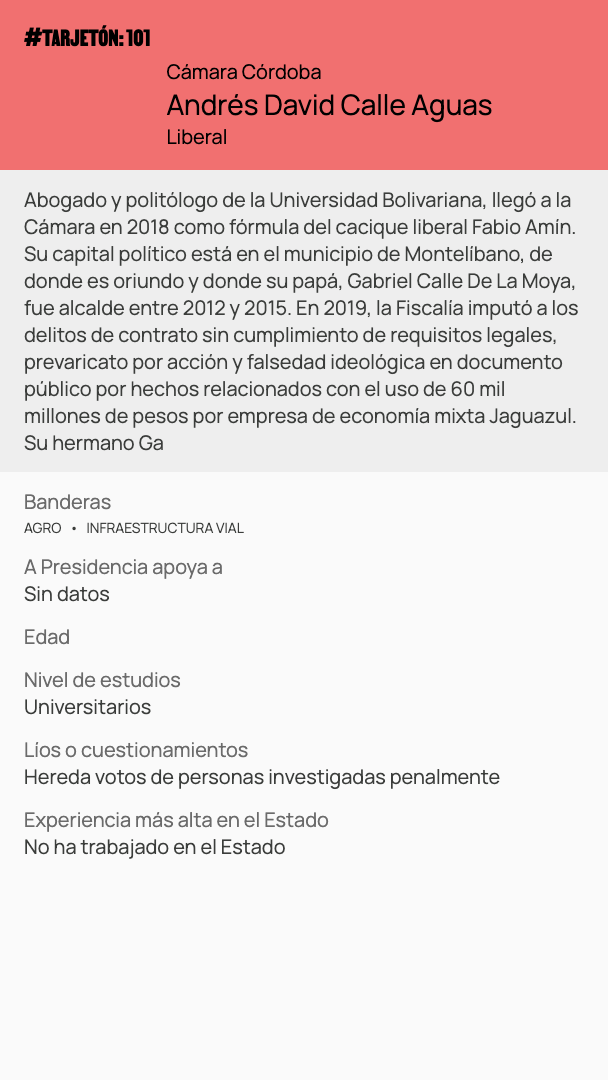 #TARJETÓN: 101
Cámara Córdoba
Andrés David Calle Aguas
Liberal
Abogado y politólogo de la Universidad Bolivariana, llegó a la
Cámara en 2018 como fórmula del cacique liberal Fabio Amín.
Su capital político está en el municipio de Montelíbano, de
donde es oriundo y donde su papá, Gabriel Calle De La Moya,
fue alcalde entre 2012 y 2015. En 2019, la Fiscalía imputó a los
delitos de contrato sin cumplimiento de requisitos legales,
prevaricato por acción y falsedad ideológica en documento
público por hechos relacionados con el uso de 60 mil
millones de pesos por empresa de economía mixta Jaguazul.
Su hermano Ga
Banderas
AGRO • INFRAESTRUCTURA VIAL
A Presidencia apoya a
Sin datos
Edad
Nivel de estudios
Universitarios
Líos o cuestionamientos
Hereda votos de personas investigadas penalmente
Experiencia más alta en el Estado
No ha trabajado en el Estado